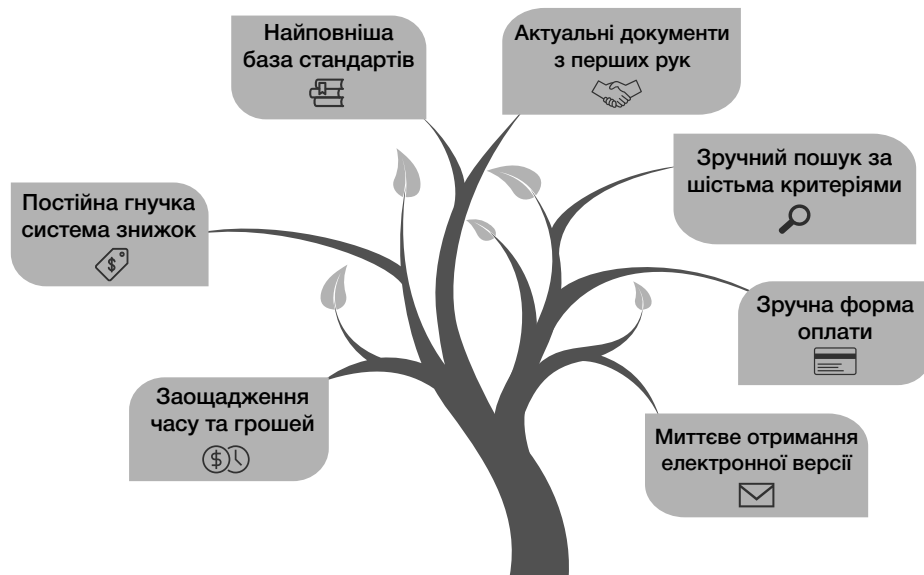 Найповніша
база стандартів
Актуальні документи
з перших рук
Зручний пошук за
шістьма критеріями
Постійна гнучка
система знижок
$
Зручна форма
оплати
Заощадження
часу та грошей
$
Миттєве отримання
електронної версії